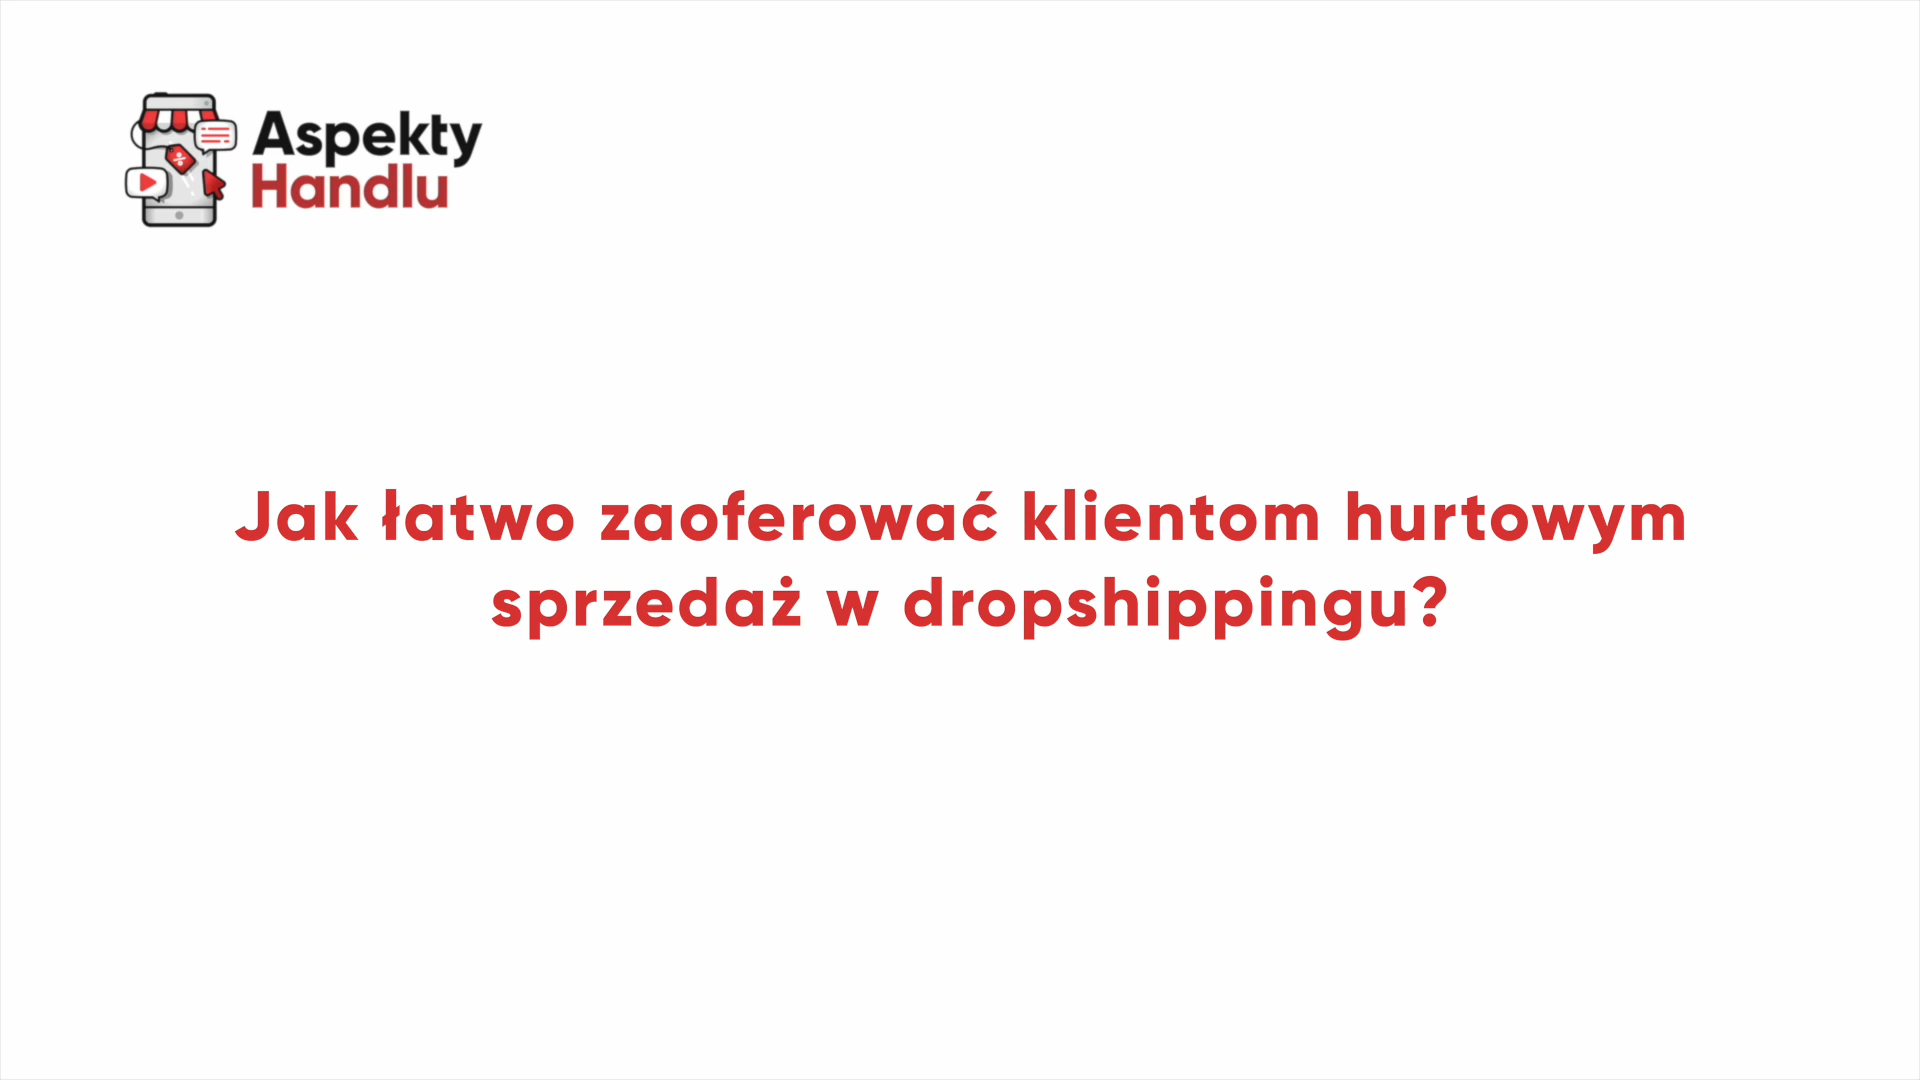 Aspekty
Handlu
Jak łatwo zaoferować klientom hurtowym
sprzedaż w dropshippingu?